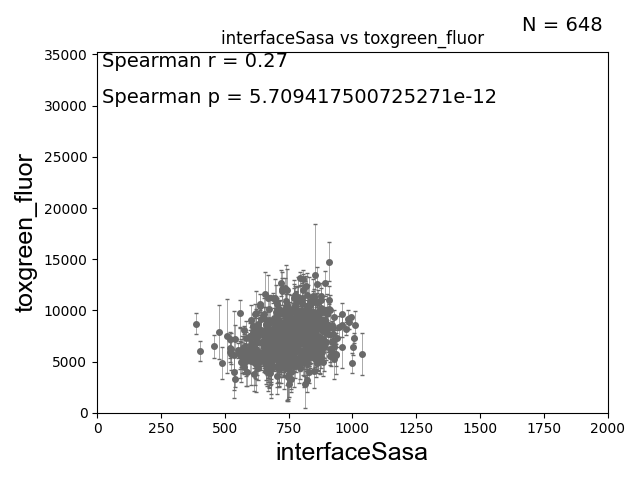 N = 648
interfaceSasa vs toxgreen_fluor
Spearman r = 0.27
Spearman p = 5.709417500725271e-12
toxgreen_fluor
35000
30000
25000
20000
15000
10000
5000
0
0 250 500 750 1000 1250 1500 1750 2000
interfaceSasa